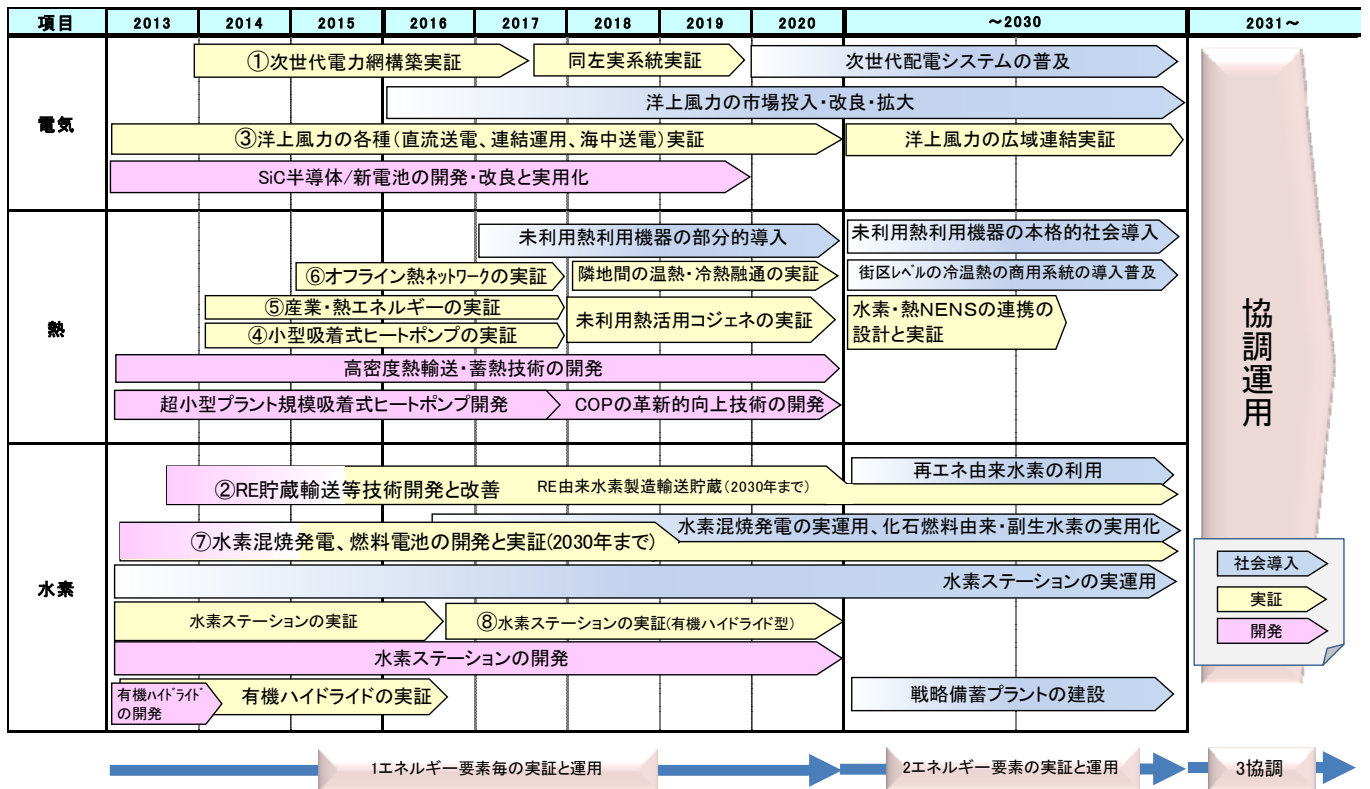 項目 2013 2014 2015 2016 2017 2018 2019 2020 ～2030 2031～
電気
①次世代電力網構築実証
同左実系統実証
次世代配電システムの普及
洋上風力の市場投入・改良・拡大
③洋上風力の各種（直流送電、連結運用、海中送電）実証
洋上風力の広域連結実証
SiC半導体/新電池の開発・改良と実用化
熱
未利用熱利用機器の部分的導入
未利用熱利用機器の本格的社会導入
⑥オフライン熱ネットワークの実証
隣地間の温熱・冷熱融通の実証
街区レベルの冷温熱の商用系統の導入普及
⑤産業・熱エネルギーの実証
④小型吸着式ヒートポンプの実証
未利用熱活用コジェネの実証
水素・熱NENSの連携の
設計と実証
高密度熱輸送・蓄熱技術の開発
超小型プラント規模吸着式ヒートポンプ開発
COPの革新的向上技術の開発
水素
再エネ由来水素の利用
②RE貯蔵輸送等技術開発と改善
RE由来水素製造輸送貯蔵（2030年まで）
水素混焼発電の実運用、化石燃料由来・副生水素の実用化
⑦水素混焼発電、燃料電池の開発と実証(2030年まで)
水素ステーションの実運用
水素ステーションの実証
⑧水素ステーションの実証(有機ハイドライド型)
水素ステーションの開発
有機ハイドライド
の開発
有機ハイドライドの実証
戦略備蓄プラントの建設
協調運用
社会導入
実証
開発
1エネルギー要素毎の実証と運用
2エネルギー要素の実証と運用
3協調